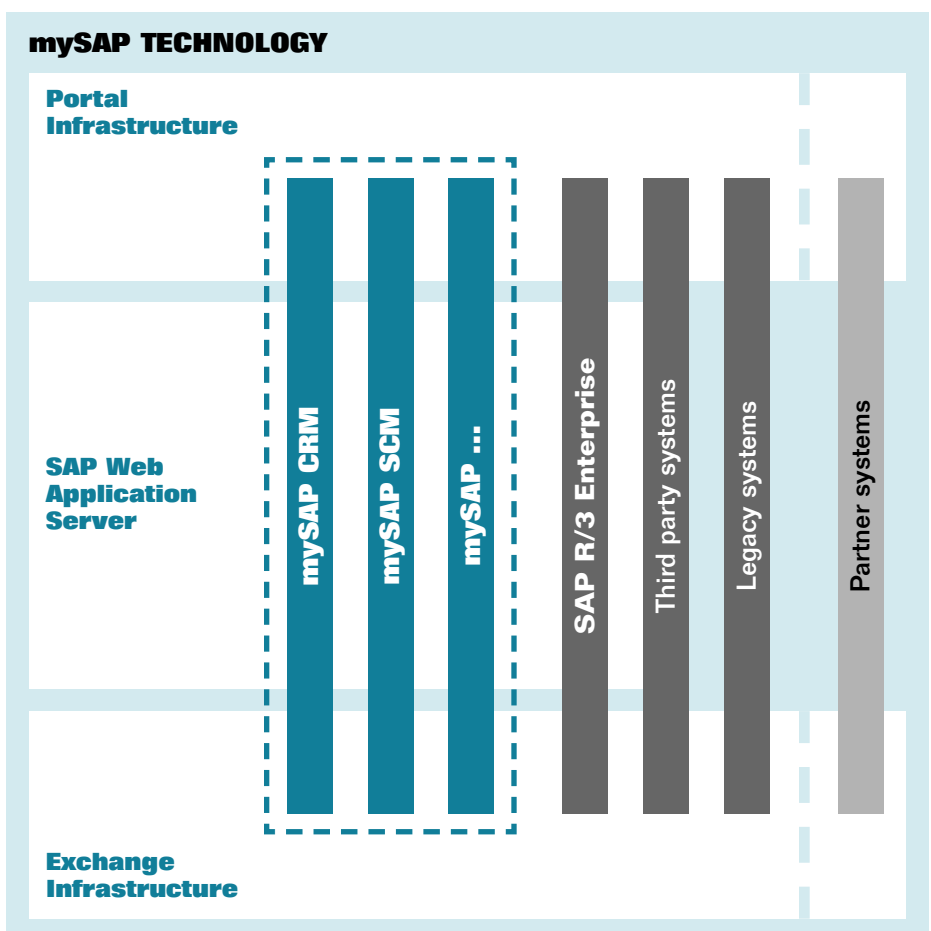 mySAP TECHNOLOGY
Portal
Infrastructure
SAP Web
Application
Server
mySAP CRM
mySAP SCM
mySAP ...
SAP R/3 Enterprise
Third party systems
Legacy systems
Partner systems
Exchange
Infrastructure